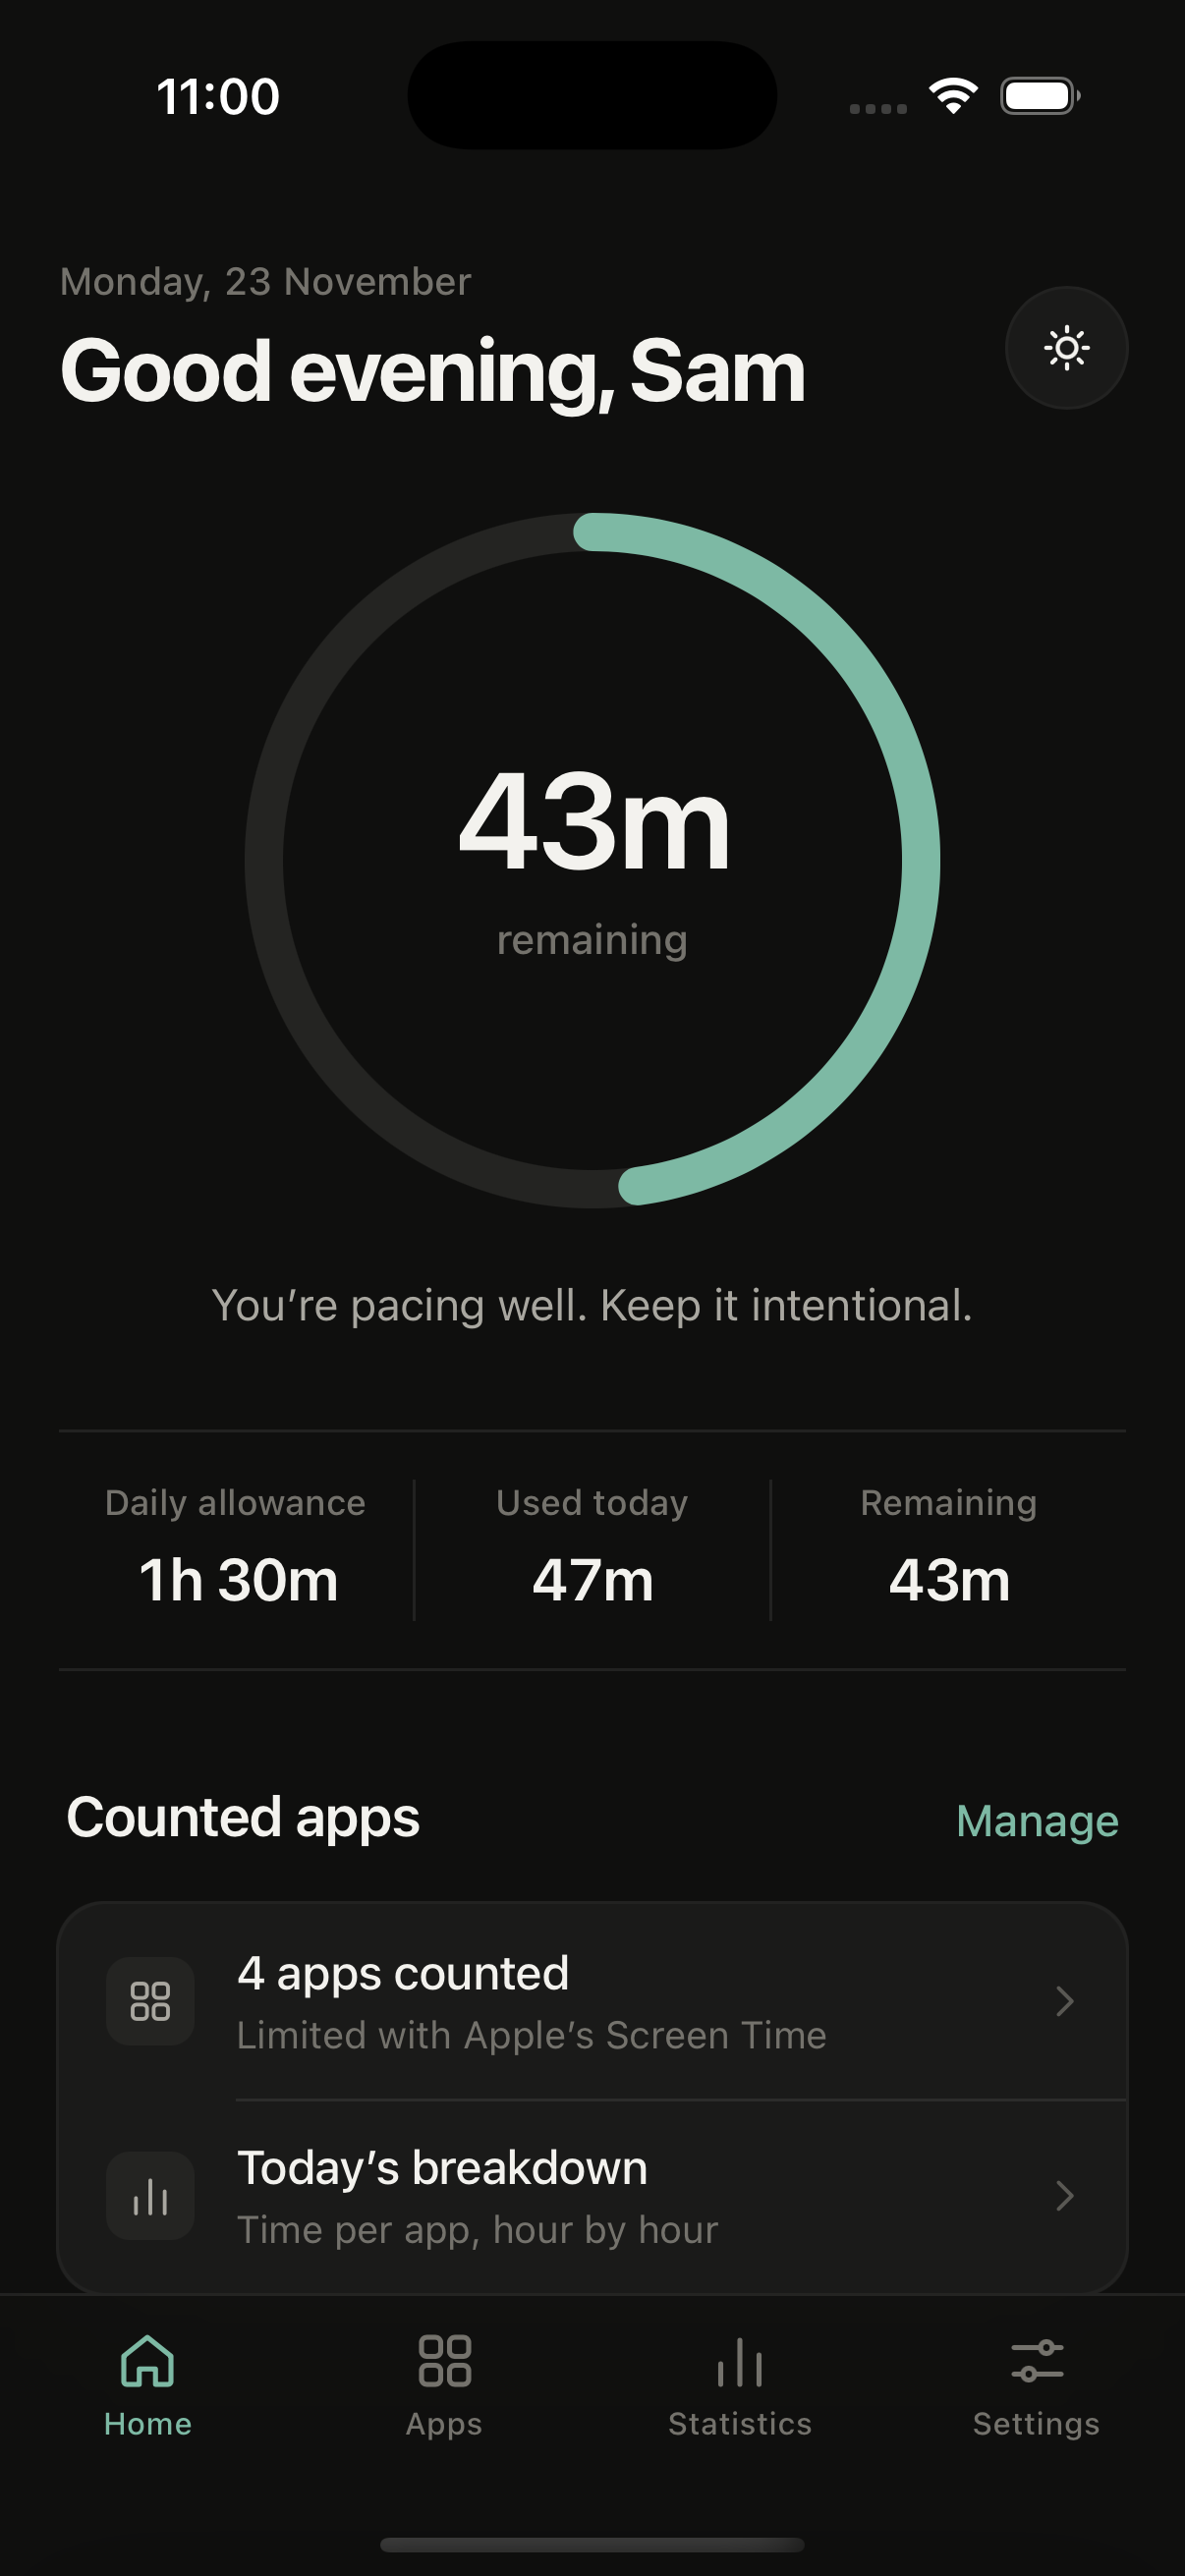 11:00
Monday, 23 November
Good evening, Sam
43m
remaining
You’re pacing well. Keep it intentional.
Daily allowance
1h 30m
Used today
47m
Remaining
43m
Counted apps
Manage
4 apps counted
Limited with Apple’s Screen Time
Today’s breakdown
Time per app, hour by hour
Home
Apps
Statistics
Settings